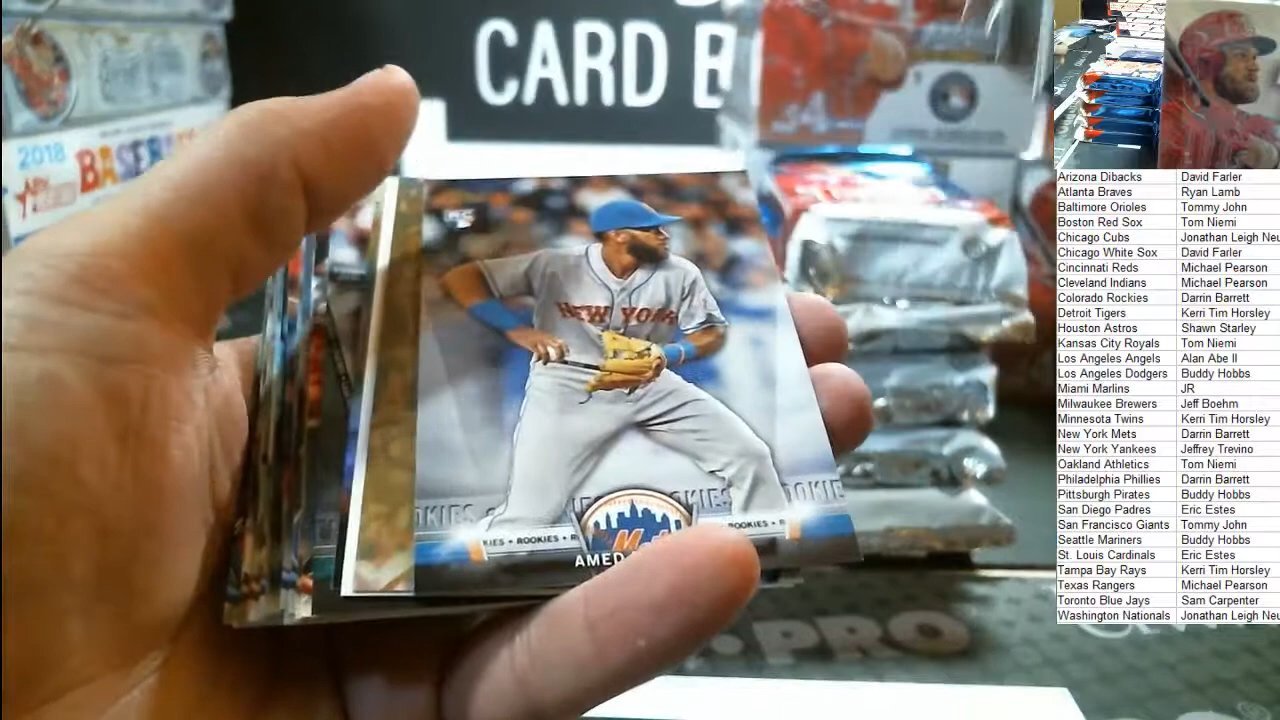 CARD B
2018
BASEB
RC
NEW YORK
ROOKIES
KIES • ROOKIES • R
ROOKIES •
Mets
AMED
PRO
Arizona Dibacks David Farler
Atlanta Braves Ryan Lamb
Baltimore Orioles Tommy John
Boston Red Sox Tom Niemi
Chicago Cubs Jonathan Leigh Neu
Chicago White Sox David Farler
Cincinnati Reds Michael Pearson
Cleveland Indians Michael Pearson
Colorado Rockies Darrin Barrett
Detroit Tigers Kerri Tim Horsley
Houston Astros Shawn Starley
Kansas City Royals Tom Niemi
Los Angeles Angels Alan Abe II
Los Angeles Dodgers Buddy Hobbs
Miami Marlins JR
Milwaukee Brewers Jeff Boehm
Minnesota Twins Kerri Tim Horsley
New York Mets Darrin Barrett
New York Yankees Jeffrey Trevino
Oakland Athletics Tom Niemi
Philadelphia Phillies Darrin Barrett
Pittsburgh Pirates Buddy Hobbs
San Diego Padres Eric Estes
San Francisco Giants Tommy John
Seattle Mariners Buddy Hobbs
St. Louis Cardinals Eric Estes
Tampa Bay Rays Kerri Tim Horsley
Texas Rangers Michael Pearson
Toronto Blue Jays Sam Carpenter
Washington Nationals Jonathan Leigh Neu